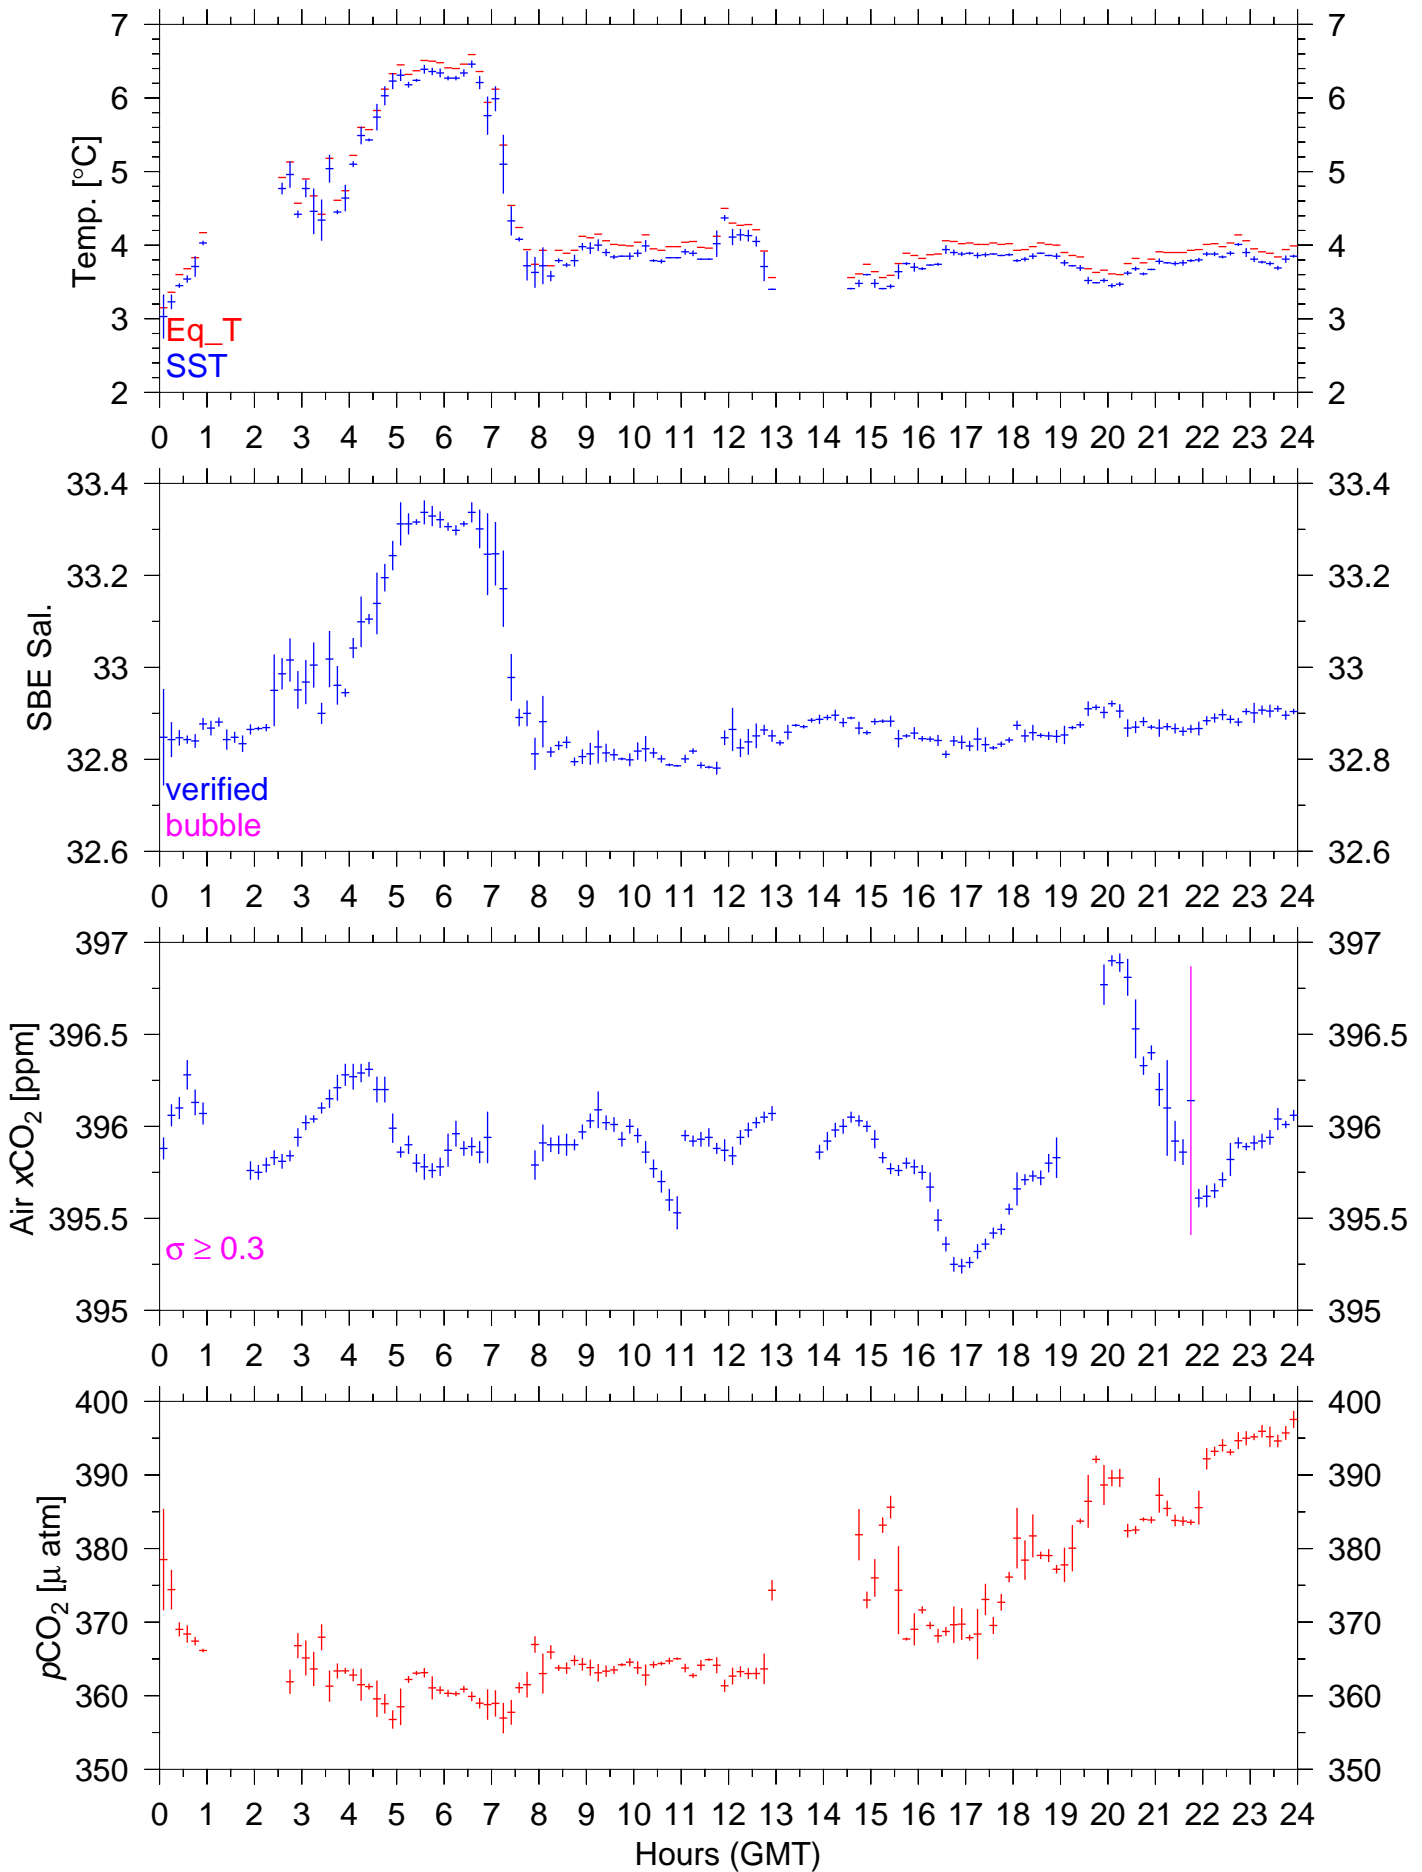 7 7
6 6
5 5
4 4
3 3
2 2
Temp. [°C]
Eq_T
SST
0 1 2 3 4 5 6 7 8 9 10 11 12 13 14 15 16 17 18 19 20 21 22 23 24
33.4 33.4
33.2 33.2
33 33
32.8 32.8
32.6 32.6
SBE Sal.
verified
bubble
0 1 2 3 4 5 6 7 8 9 10 11 12 13 14 15 16 17 18 19 20 21 22 23 24
397 397
396.5 396.5
396 396
395.5 395.5
395 395
Air xCO₂ [ppm]
σ ≥ 0.3
0 1 2 3 4 5 6 7 8 9 10 11 12 13 14 15 16 17 18 19 20 21 22 23 24
400 400
390 390
380 380
370 370
360 360
350 350
pCO₂ [μ atm]
0 1 2 3 4 5 6 7 8 9 10 11 12 13 14 15 16 17 18 19 20 21 22 23 24
Hours (GMT)